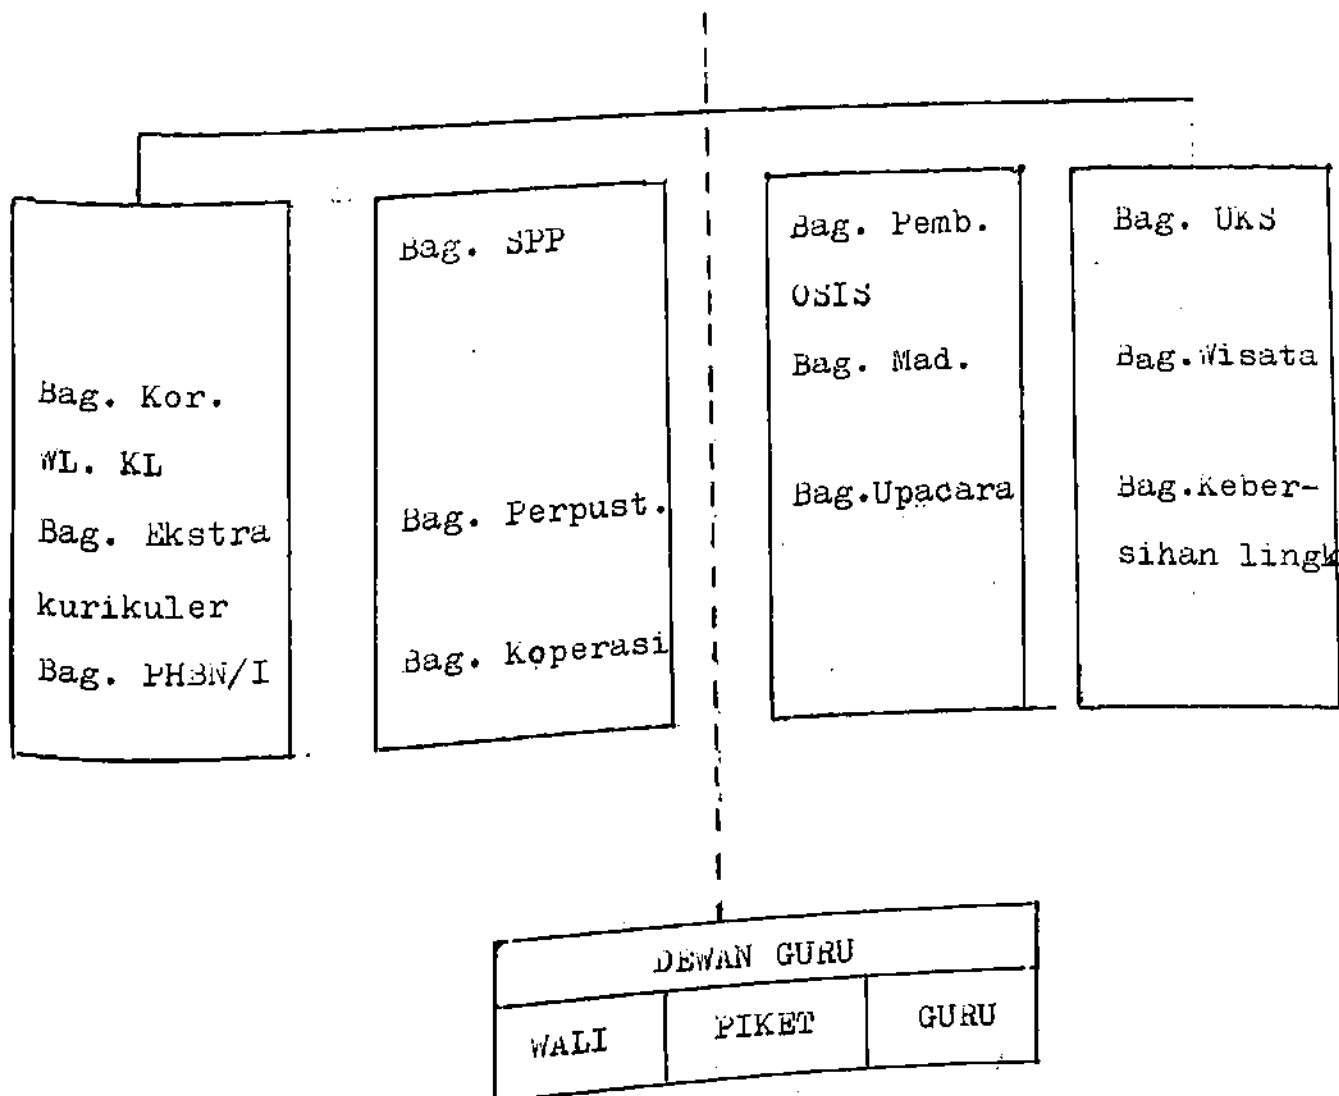 Bag. Kor.
WL. KL
Bag. Ekstra
kurikuler
Bag. PHBN/I
Bag. SPP
Bag. Perpust.
Bag. Koperasi
Bag. Pemb.
OSIS
Bag. Mad.
Bag.Upacara
Bag. UKS
Bag.Wisata
Bag.Keber-
sihan lingk
DEWAN GURU
WALI
PIKET
GURU